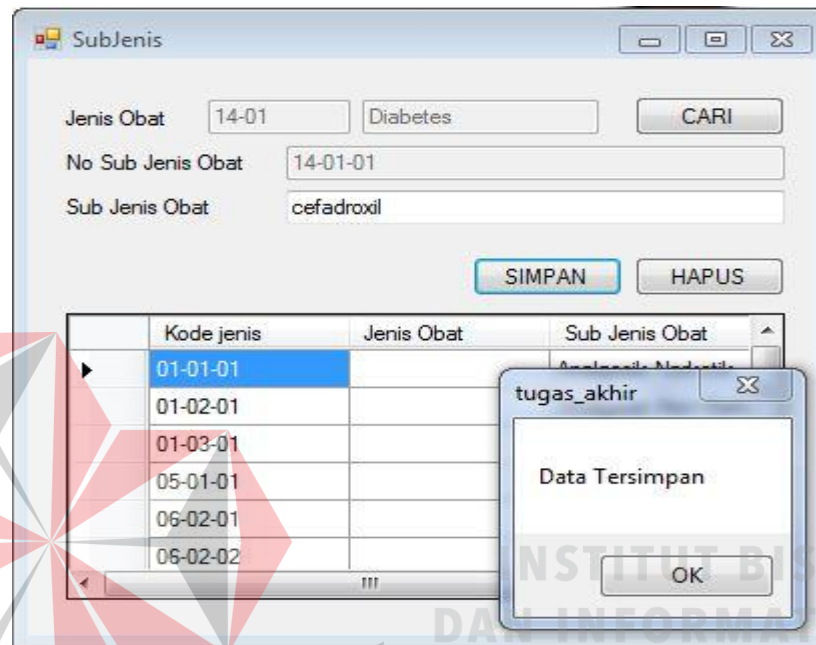 SubJenis
Jenis Obat 14-01 Diabetes CARI
No Sub Jenis Obat 14-01-01
Sub Jenis Obat cefadroxil
SIMPAN HAPUS
Kode jenis Jenis Obat Sub Jenis Obat
01-01-01
01-02-01
01-03-01
05-01-01
06-02-01
06-02-02
tugas_akhir
Data Tersimpan
OK
INSTITUT BIS
DAN INFORMAT